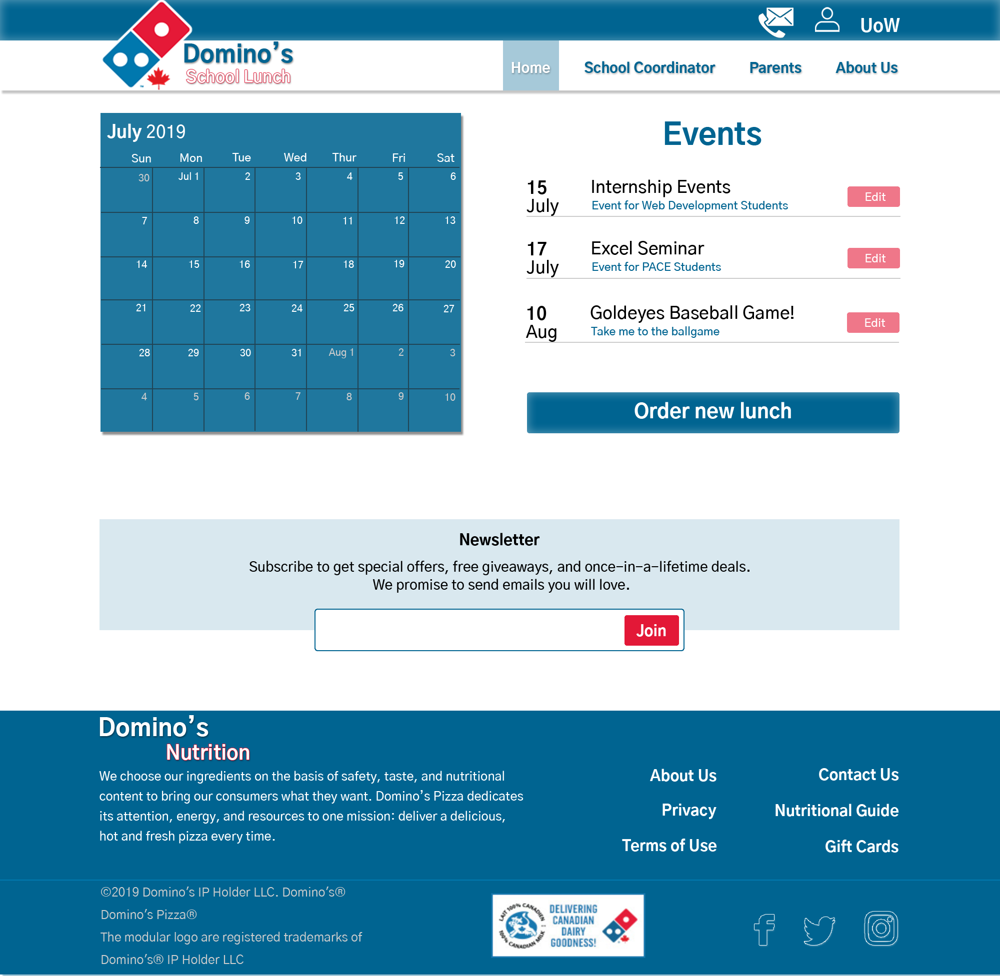 UoW
Domino's
School Lunch
Home School Coordinator Parents About Us
July 2019
Sun Mon Tue Wed Thur Fri Sat
30 Jul 1 2 3 4 5 6
7 8 9 10 11 12 13
14 15 16 17 18 19 20
21 22 23 24 25 26 27
28 29 30 31 Aug 1 2 3
4 5 6 7 8 9 10
Events
15 Internship Events
July Event for Web Development Students
Edit
17 Excel Seminar
July Event for PACE Students
Edit
10 Goldeyes Baseball Game!
Aug Take me to the ballgame
Edit
Order new lunch
Newsletter
Subscribe to get special offers, free giveaways, and once-in-a-lifetime deals.
We promise to send emails you will love.
Join
Domino's
Nutrition
We choose our ingredients on the basis of safety, taste, and nutritional
content to bring our consumers what they want. Domino's Pizza dedicates
its attention, energy, and resources to one mission: deliver a delicious,
hot and fresh pizza every time.
About Us Contact Us
Privacy Nutritional Guide
Terms of Use Gift Cards
©2019 Domino's IP Holder LLC. Domino's®
Domino's Pizza®
The modular logo are registered trademarks of
Domino's® IP Holder LLC
LAIT 100% CANADIEN
100% CANADIAN MILK
DELIVERING
CANADIAN
DAIRY
GOODNESS!